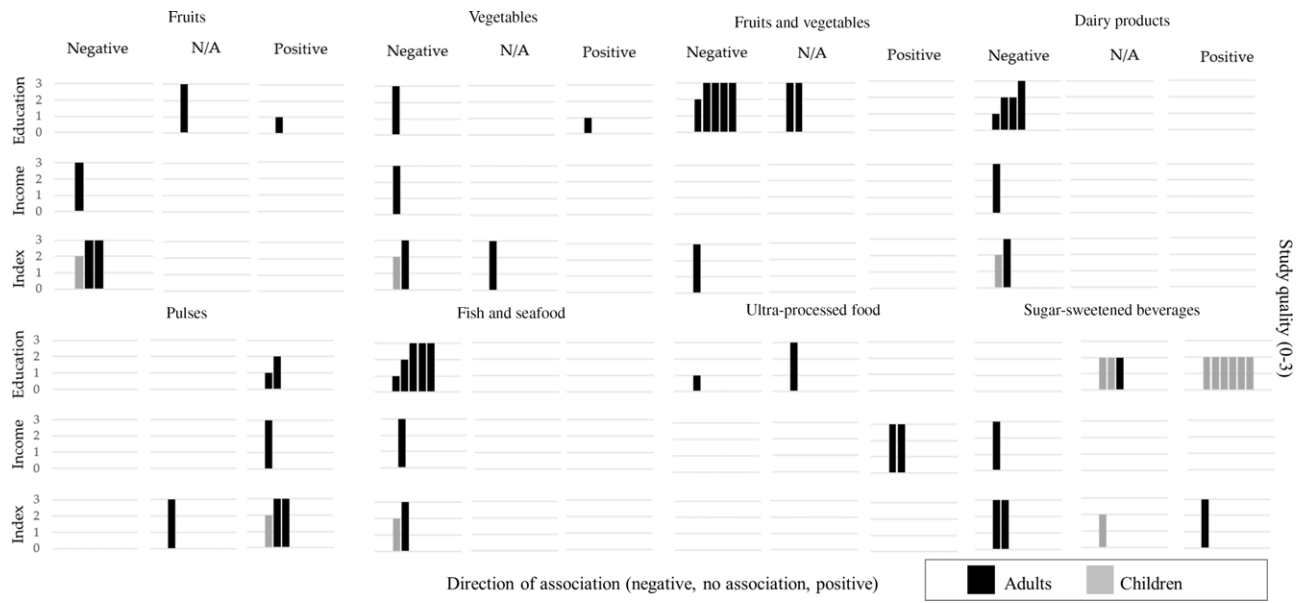 Fruits Vegetables Fruits and vegetables Dairy products
Negative N/A Positive Negative N/A Positive Negative N/A Positive Negative N/A Positive
Education 3 2 1 0
Income 3 2 1 0
Index 3 2 1 0
Pulses Fish and seafood Ultra-processed food Sugar-sweetened beverages
Education 3 2 1 0
Income 3 2 1 0
Index 3 2 1 0
Study quality (0-3)
Direction of association (negative, no association, positive)
Adults Children